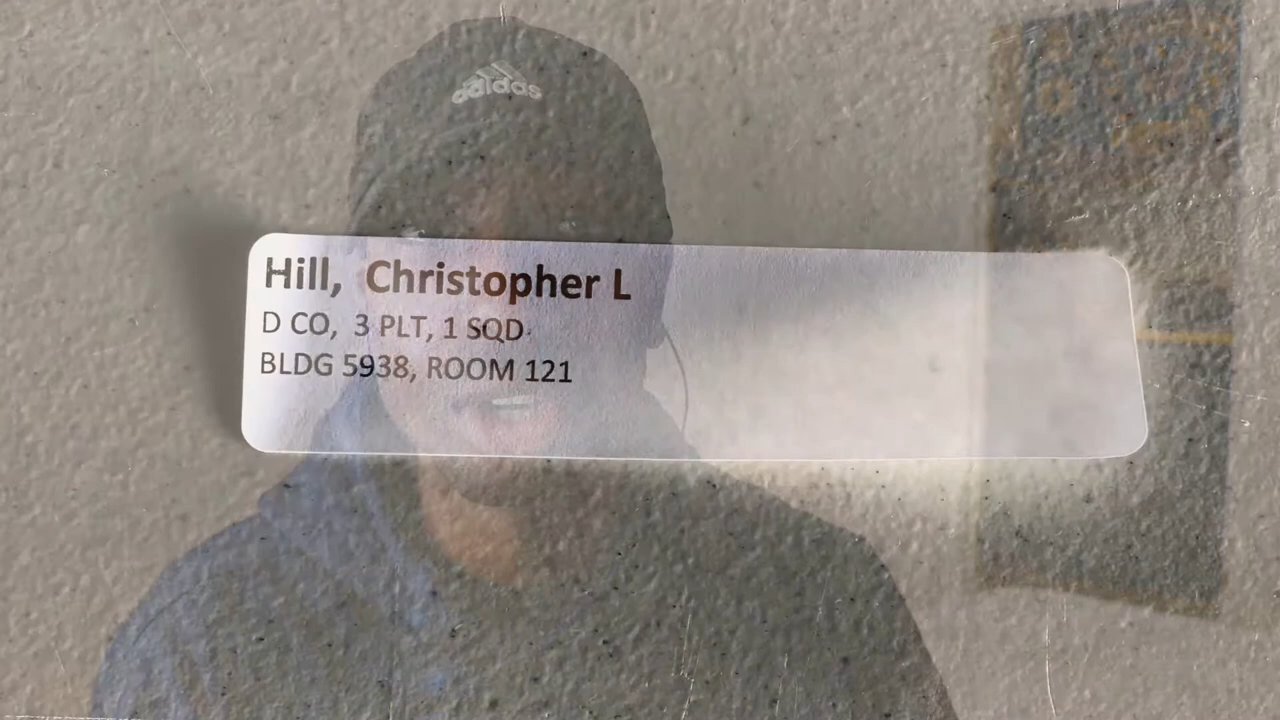 adidas
Hill, Christopher L
D CO, 3 PLT, 1 SQD
BLDG 5938, ROOM 121